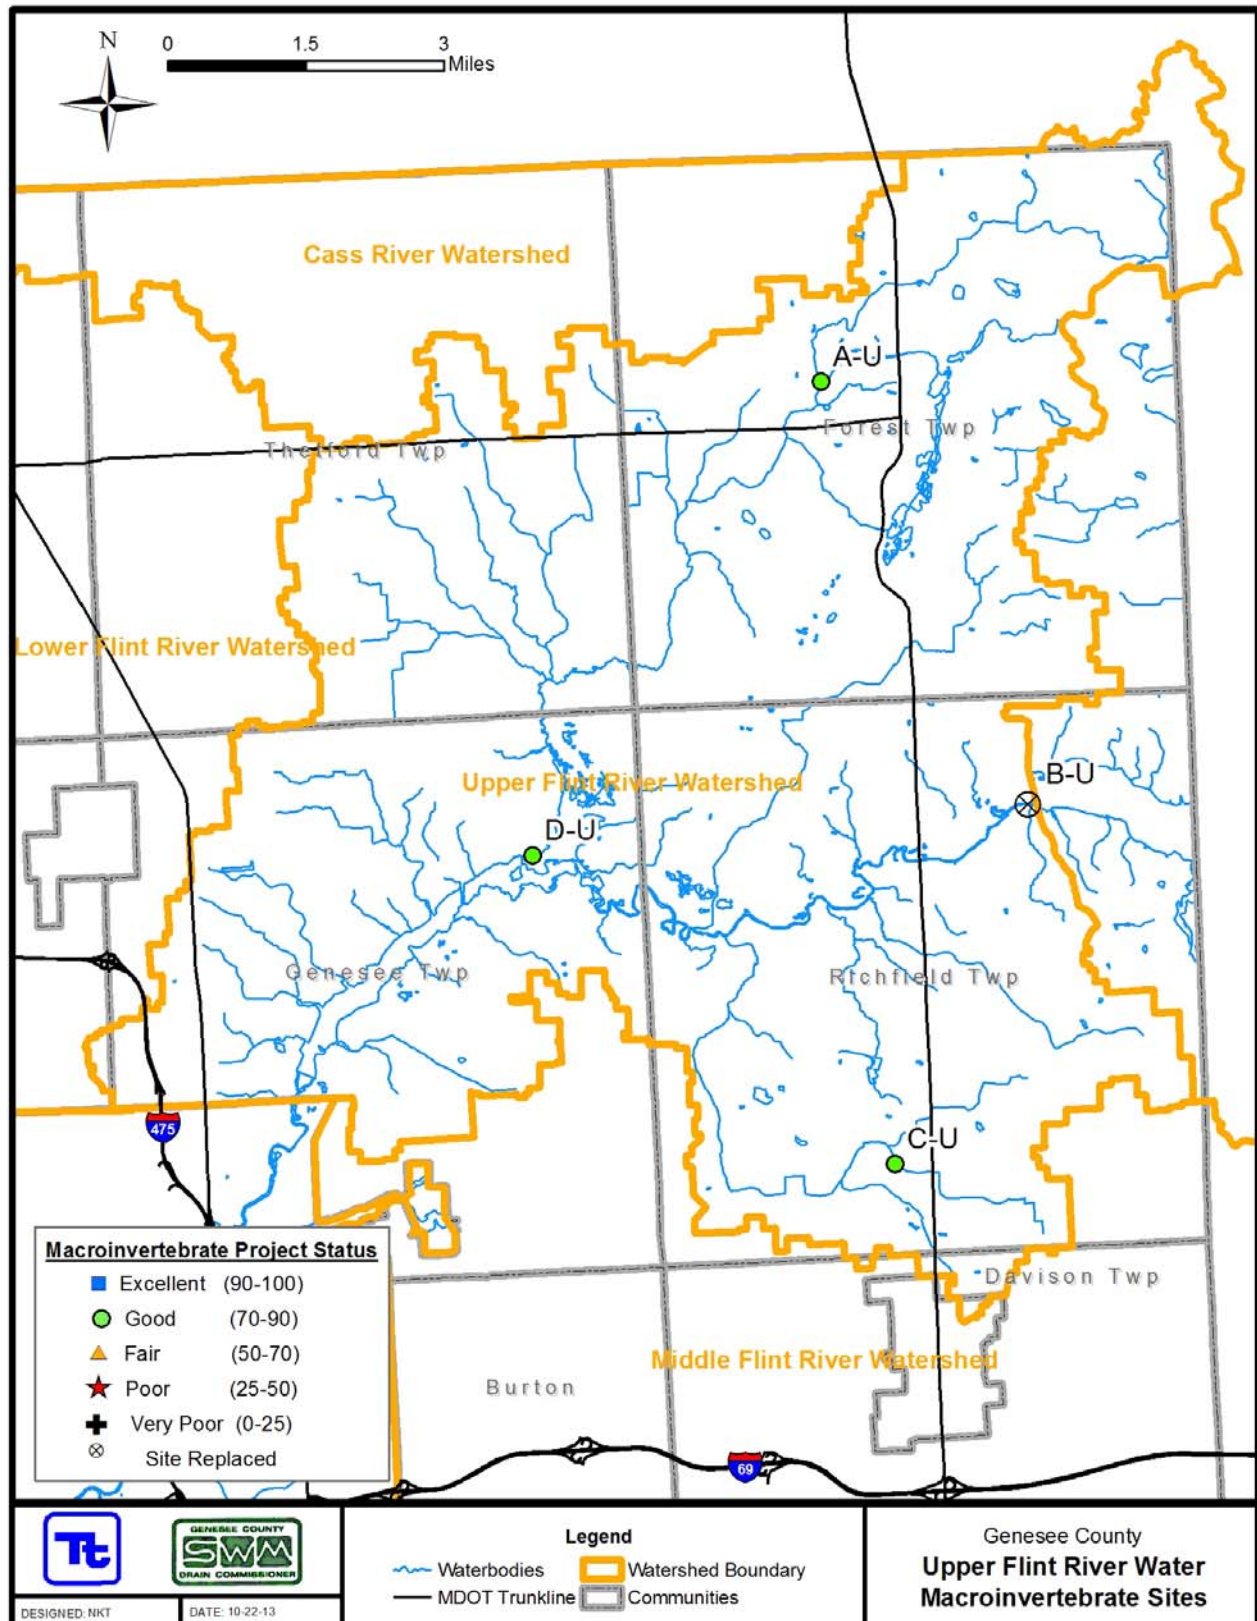 N
0 1.5 3
Miles
Cass River Watershed
A-U
Forest Twp
Thetford Twp
Lower Flint River Watershed
B-U
Upper Flint River Watershed
D-U
Genesee Twp
Richfield Twp
475
C-U
Davison Twp
Middle Flint River Watershed
Burton
69
Macroinvertebrate Project Status
Excellent (90-100)
Good (70-90)
Fair (50-70)
Poor (25-50)
Very Poor (0-25)
Site Replaced
Tt
GENESEE COUNTY
SWM
DRAIN COMMISSIONER
DESIGNED: NKT
DATE: 10-22-13
Legend
Waterbodies
Watershed Boundary
MDOT Trunkline
Communities
Genesee County
Upper Flint River Water
Macroinvertebrate Sites